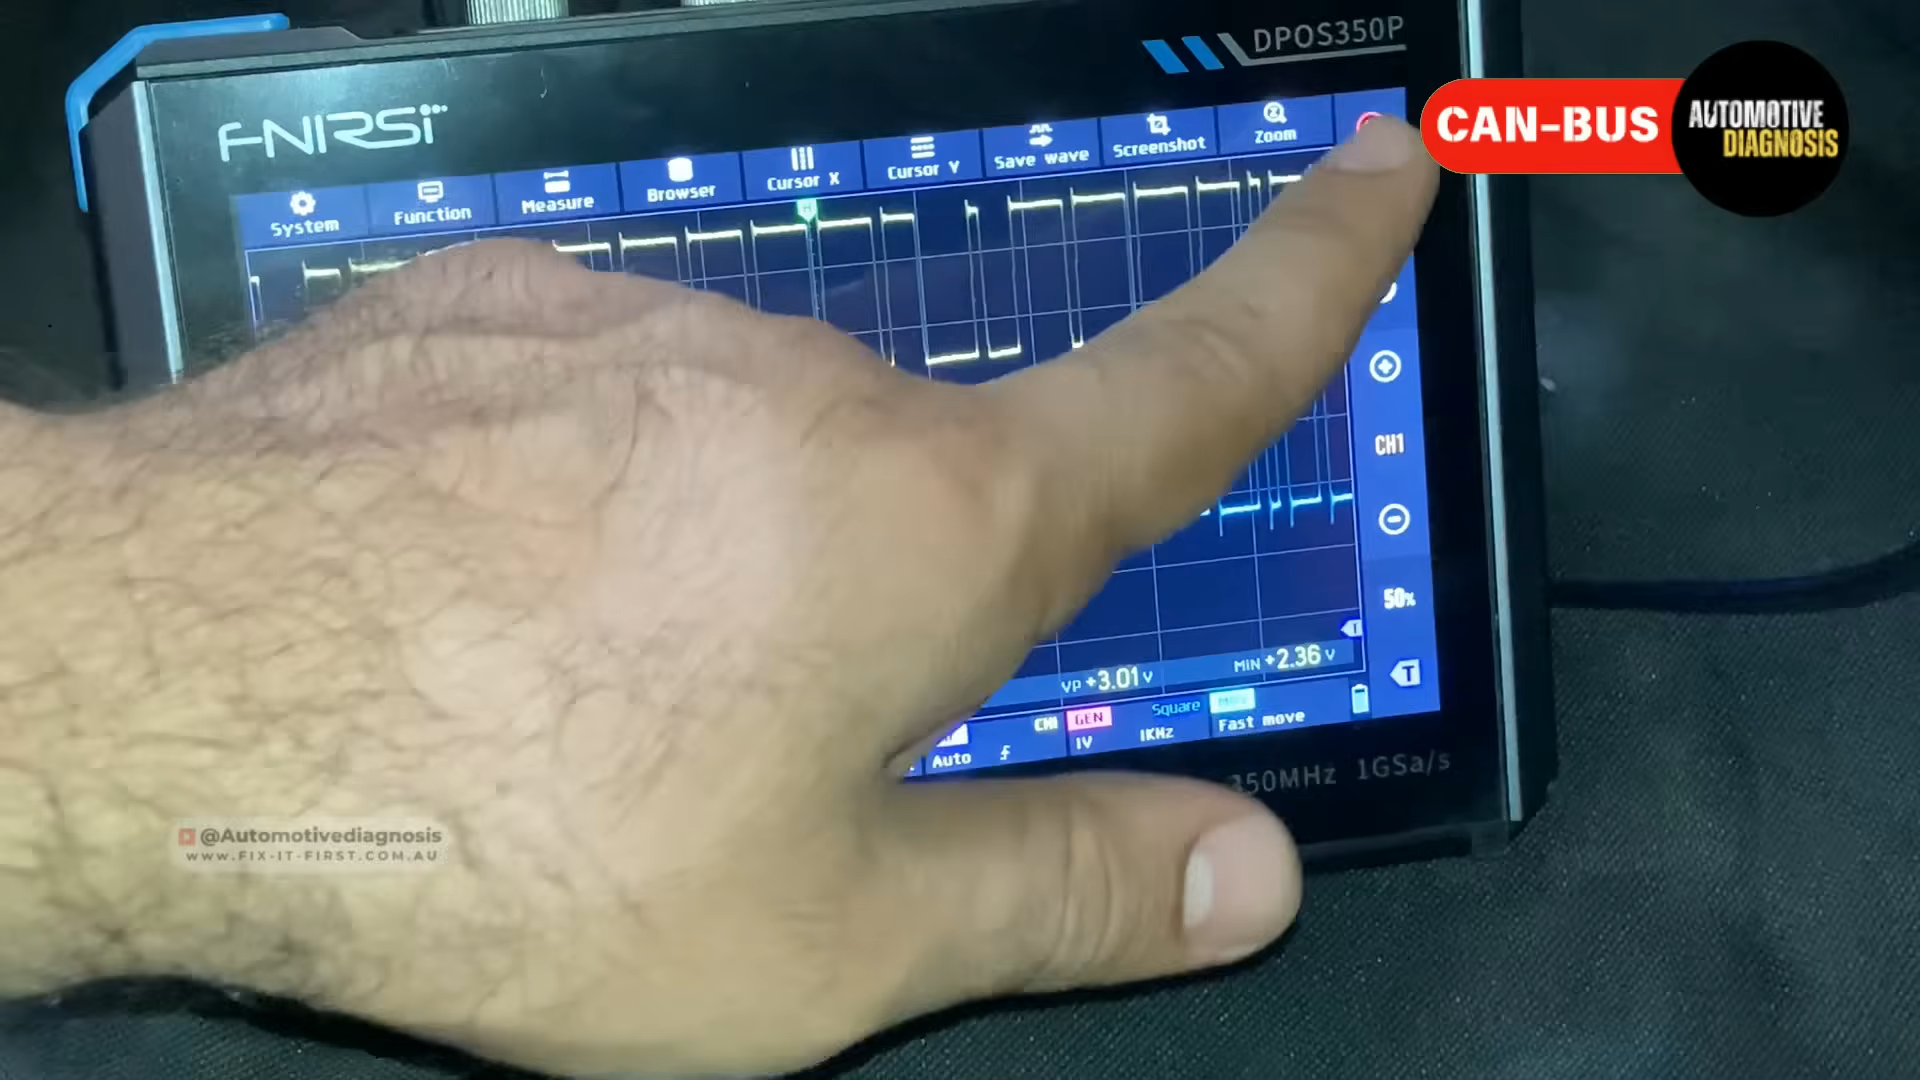 DPOS350P
FNIRSI
CAN-BUS
AUTOMOTIVE
DIAGNOSIS
System
Function
Measure
Browser
Cursor X
Cursor Y
Save wave
Screenshot
Zoom
CH1
50%
T
VP +3.01 V
MIN +2.36 V
CH1
Auto
GEN
1V
Square
1KHz
Fast move
350MHz 1GSa/s
@Automotivediagnosis
WWW.FIX-IT-FIRST.COM.AU